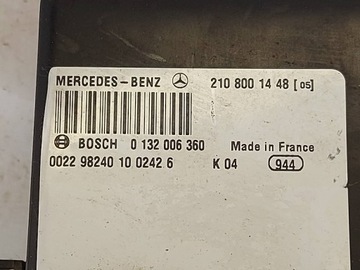 MERCEDES-BENZ 210 800 14 48 [05]
BOSCH 0 132 006 360 Made in France
0022 98240 10 0242 6 K 04 944